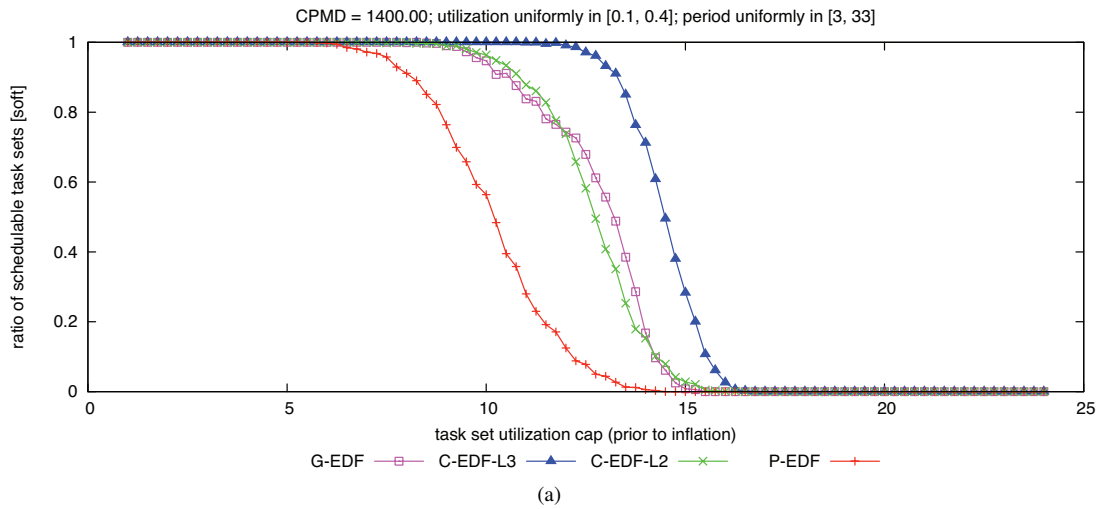 CPMD = 1400.00; utilization uniformly in [0.1, 0.4]; period uniformly in [3, 33]
ratio of schedulable task sets [soft]
1
0.8
0.6
0.4
0.2
0
0 5 10 15 20 25
task set utilization cap (prior to inflation)
G-EDF C-EDF-L3 C-EDF-L2 P-EDF
(a)